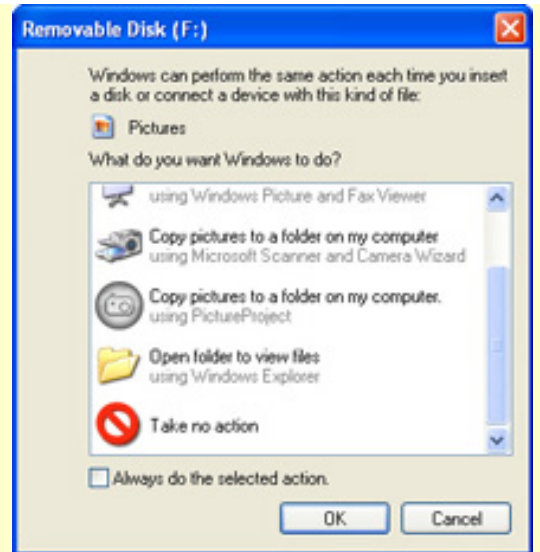 Removable Disk (F:)
Windows can perform the same action each time you insert
a disk or connect a device with this kind of file:
Pictures
What do you want Windows to do?
using Windows Picture and Fax Viewer
Copy pictures to a folder on my computer
using Microsoft Scanner and Camera Wizard
Copy pictures to a folder on my computer.
using PictureProject
Open folder to view files
using Windows Explorer
Take no action
Always do the selected action.
OK
Cancel